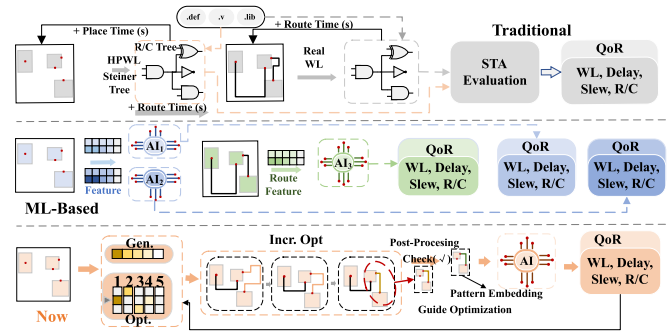 .def .v .lib
Traditional
+ Place Time (s)
+ Route Time (s)
R/C Tree
HPWL
Steiner
Tree
Real
WL
+ Route Time (s)
STA
Evaluation
QoR
WL, Delay,
Slew, R/C
ML-Based
Feature
AI1
AI2
Route
Feature
AI3
QoR
WL, Delay,
Slew, R/C
QoR
WL, Delay,
Slew, R/C
QoR
WL, Delay,
Slew, R/C
Now
Gen.
1 2 3 4 5
Opt.
Incr. Opt
Post-Procesing
Check(√)
Pattern Embedding
Guide Optimization
AI
QoR
WL, Delay,
Slew, R/C